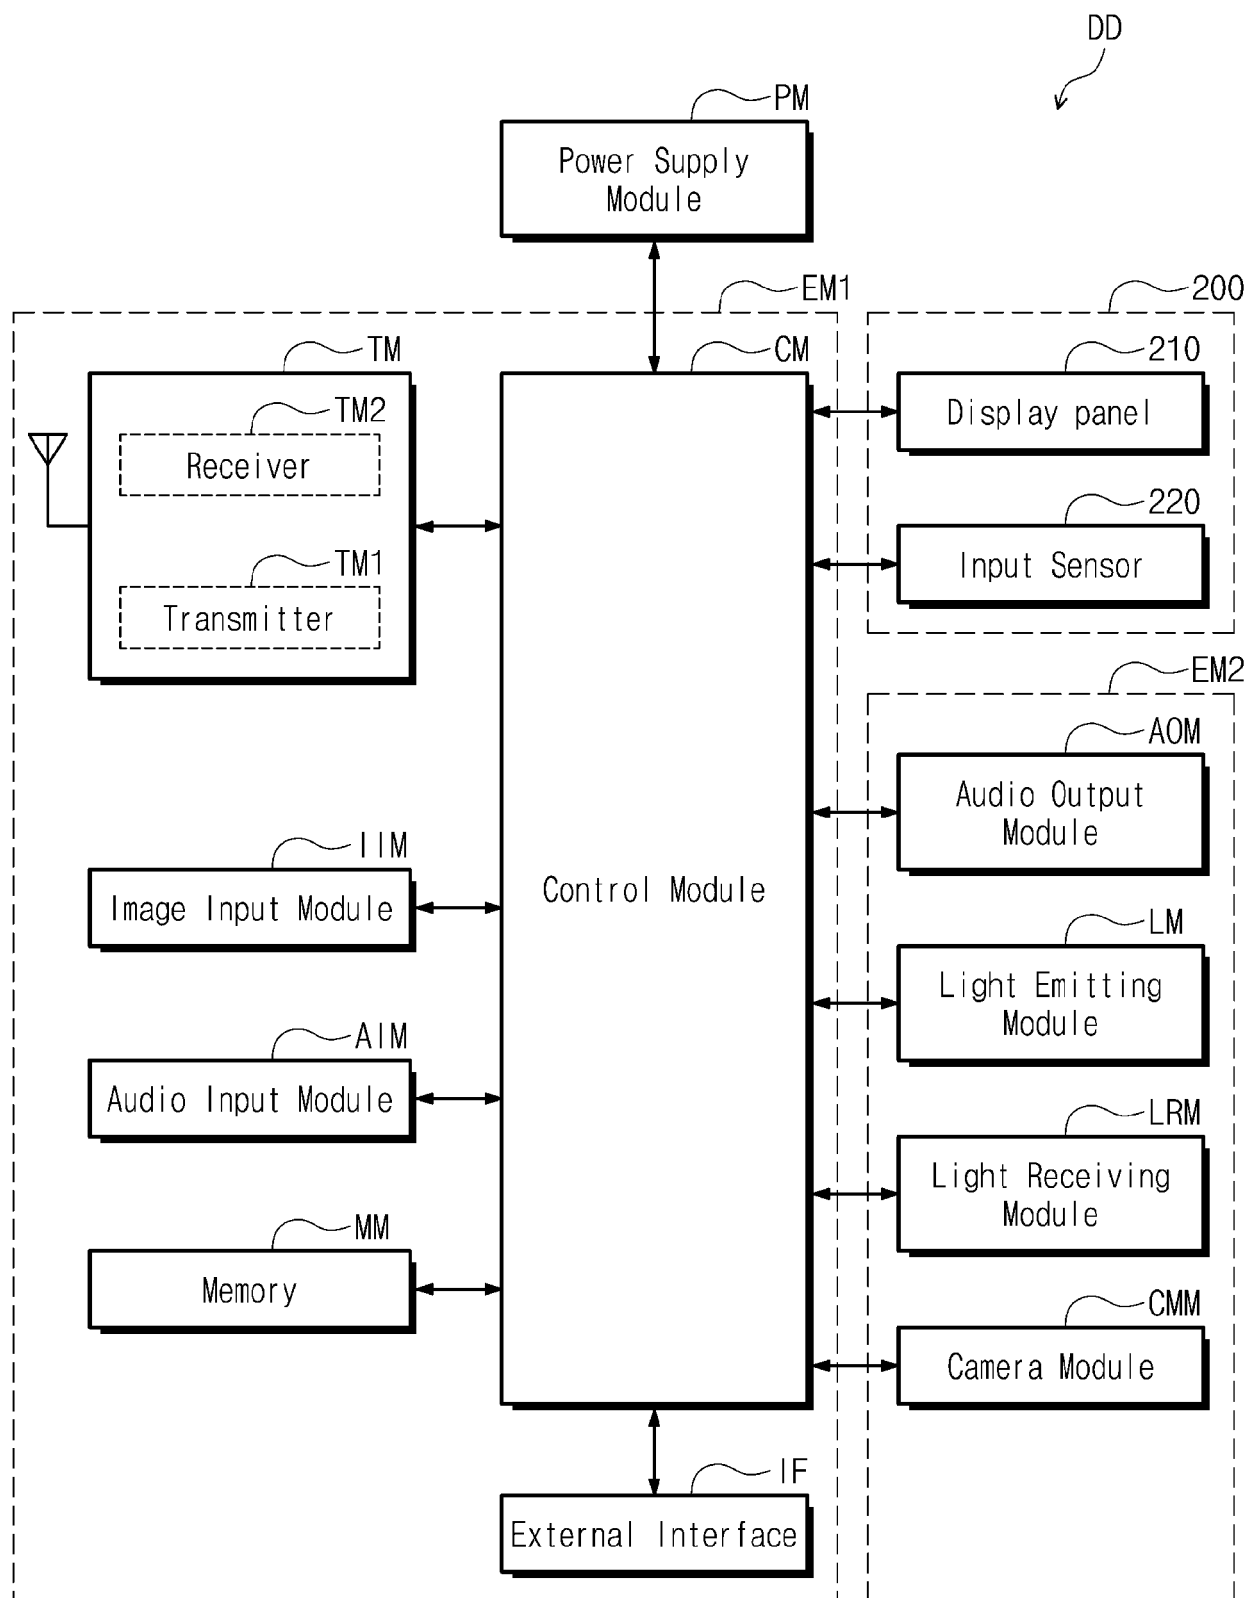 DD
PM
Power Supply
Module
EM1
200
TM
CM
210
TM2
Display panel
Receiver
220
TM1
Input Sensor
Transmitter
EM2
AOM
Audio Output
Module
IIM
Control Module
Image Input Module
LM
Light Emitting
Module
AIM
Audio Input Module
LRM
Light Receiving
Module
MM
Memory
CMM
Camera Module
IF
External Interface